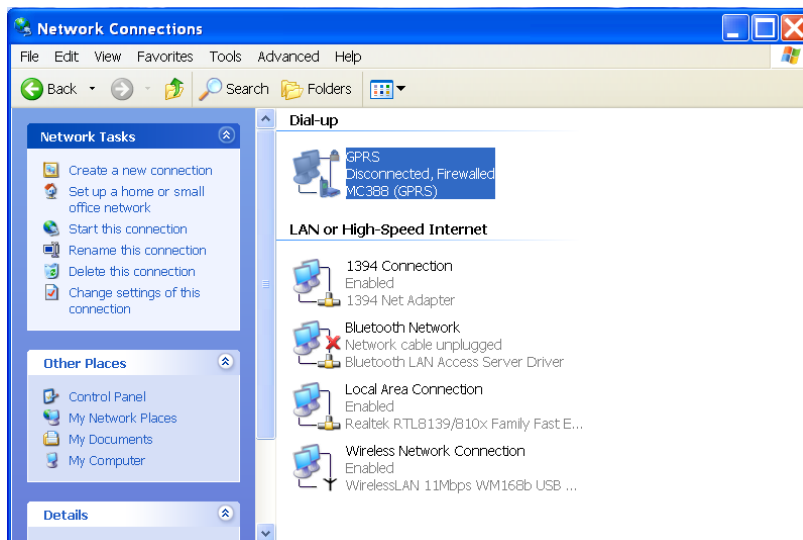 Network Connections
File Edit View Favorites Tools Advanced Help
Back Search Folders
Network Tasks
Create a new connection
Set up a home or small
office network
Start this connection
Rename this connection
Delete this connection
Change settings of this
connection
Other Places
Control Panel
My Network Places
My Documents
My Computer
Details
Dial-up
GPRS
Disconnected, Firewalled
MC388 (GPRS)
LAN or High-Speed Internet
1394 Connection
Enabled
1394 Net Adapter
Bluetooth Network
Network cable unplugged
Bluetooth LAN Access Server Driver
Local Area Connection
Enabled
Realtek RTL8139/810x Family Fast E...
Wireless Network Connection
Enabled
WirelessLAN 11Mbps WM168b USB ...